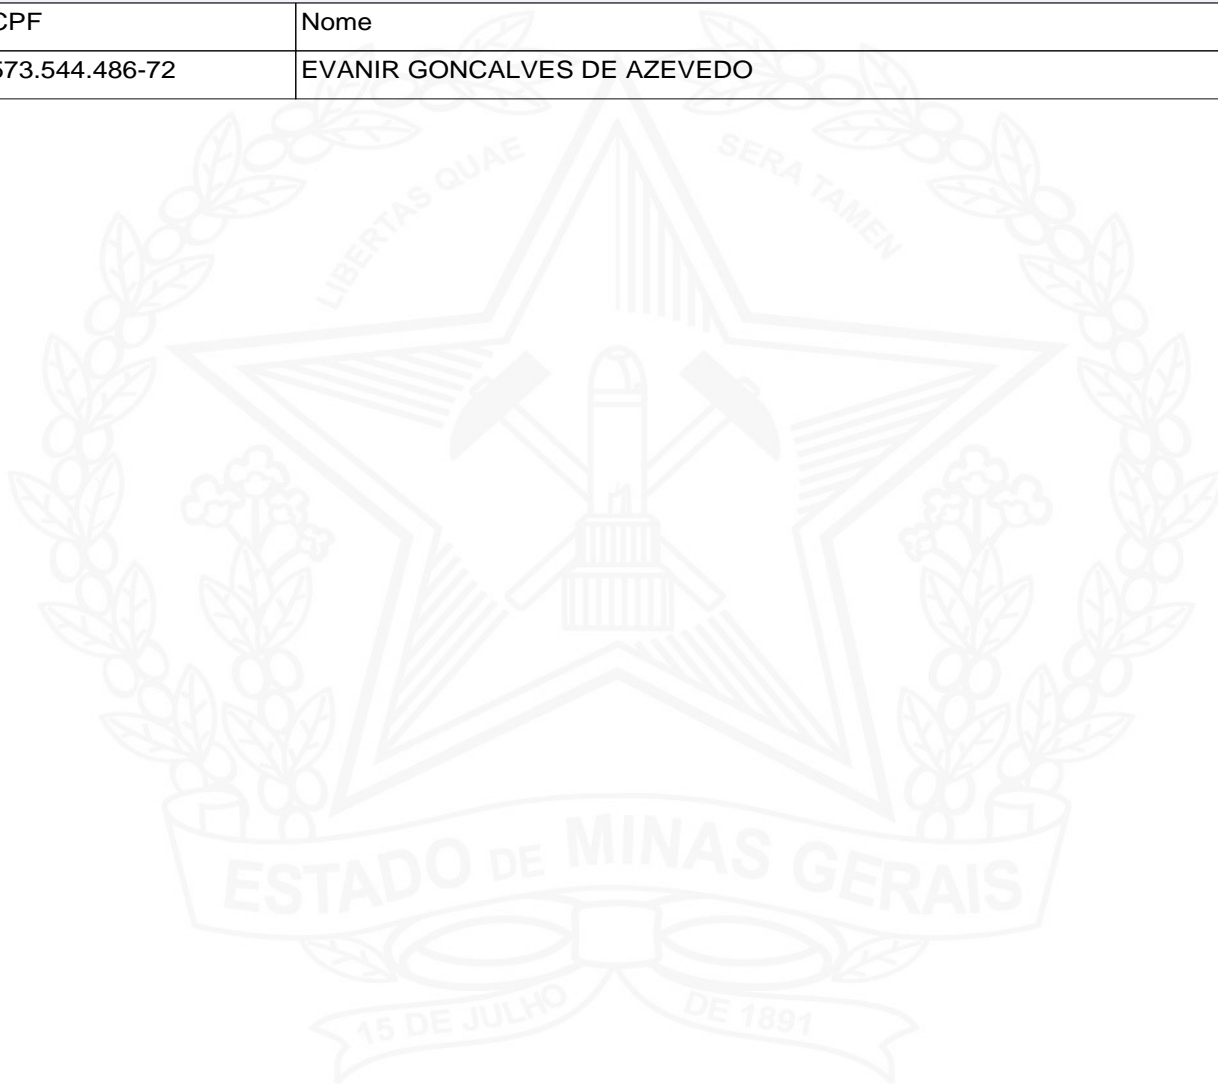 CPF Nome
573.544.486-72 EVANIR GONCALVES DE AZEVEDO
LIBERTAS QUAE SERA TAMEN
ESTADO DE MINAS GERAIS
15 DE JULHO DE 1891